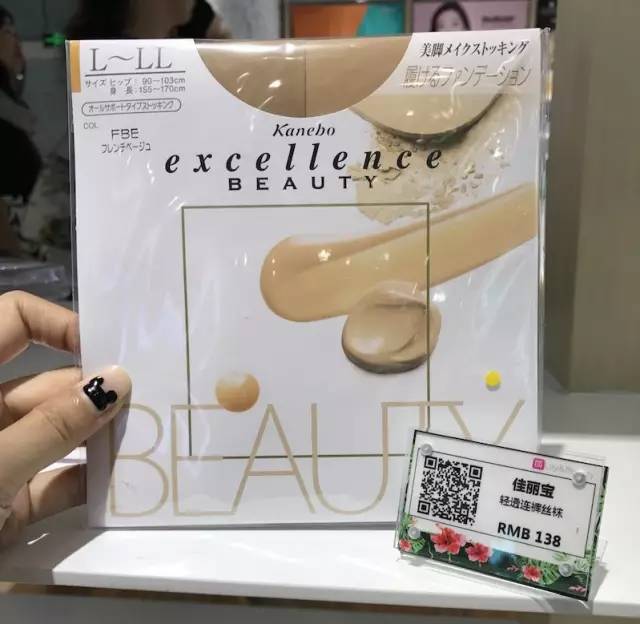 L〜LL
サイズ ヒップ：90〜103cm
身長：155〜170cm
オールサポートタイプストッキング
COL.
FBE
フレンチベージュ
美脚メイクストッキング
履けるファンデーション
Kanebo
excellence
BEAUTY
BEAUTY
佳丽宝
轻透连裤丝袜
RMB 138